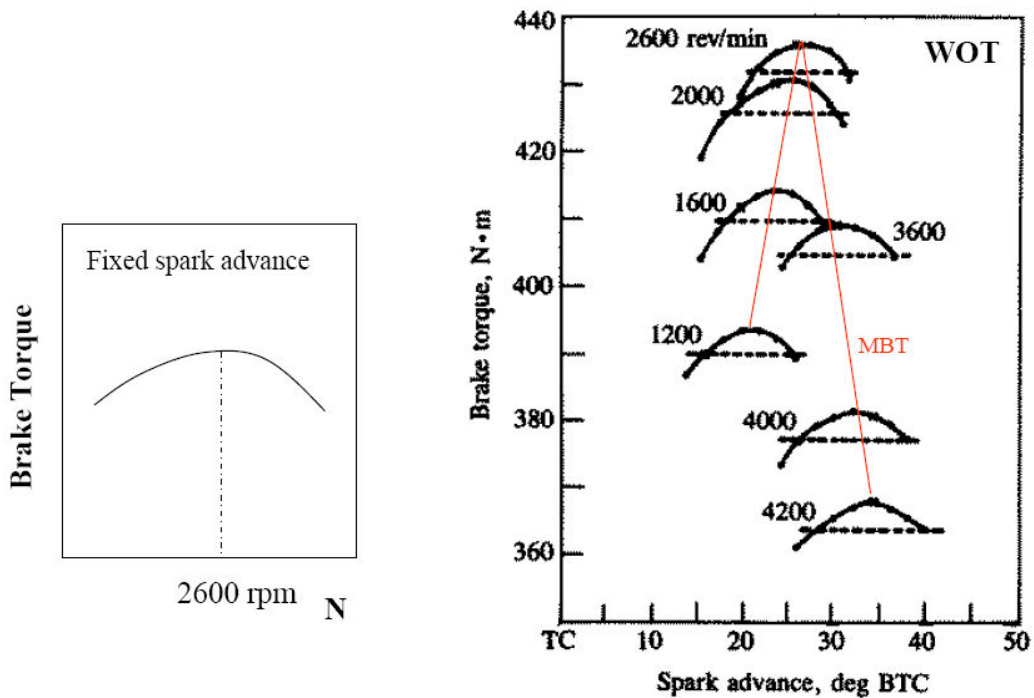 Fixed spark advance
Brake Torque
2600 rpm
N
440
420
400
380
360
Brake torque, N•m
2600 rev/min
WOT
2000
1600
3600
1200
MBT
4000
4200
TC
10
20
30
40
50
Spark advance, deg BTC